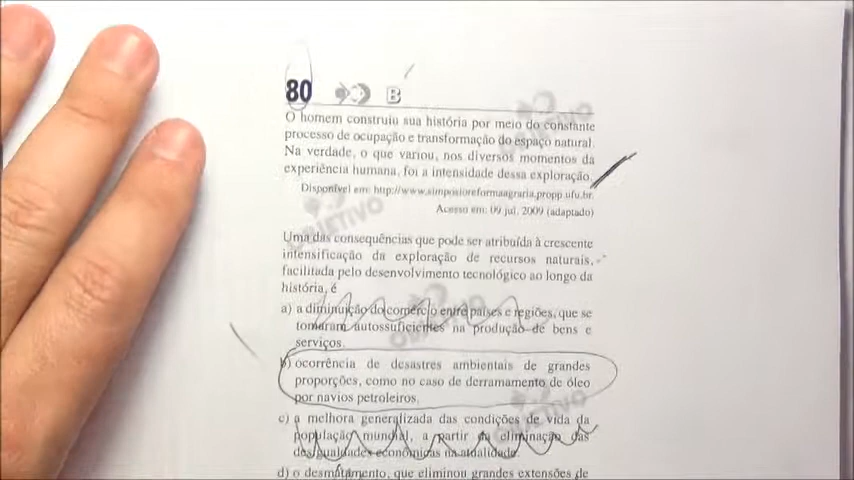 80 B
O homem construiu sua história por meio do constante
processo de ocupação e transformação do espaço natural.
Na verdade, o que variou, nos diversos momentos da
experiência humana, foi a intensidade dessa exploração.
Disponível em: http://www.simposioreformaagraria.propp.ufu.br.
Acesso em: 09 jul. 2009 (adaptado)
Uma das consequências que pode ser atribuída à crescente
intensificação da exploração de recursos naturais,
facilitada pelo desenvolvimento tecnológico ao longo da
história, é
a) a diminuição do comércio entre países e regiões, que se
tornaram autossuficientes na produção de bens e
serviços.
b) ocorrência de desastres ambientais de grandes
proporções, como no caso de derramamento de óleo
por navios petroleiros.
c) a melhora generalizada das condições de vida da
população mundial, a partir da eliminação das
desigualdades econômicas na atualidade.
d) o desmatamento, que eliminou grandes extensões de
OBJETIVO
OBJETIVO
OBJETIVO
OBJETIVO